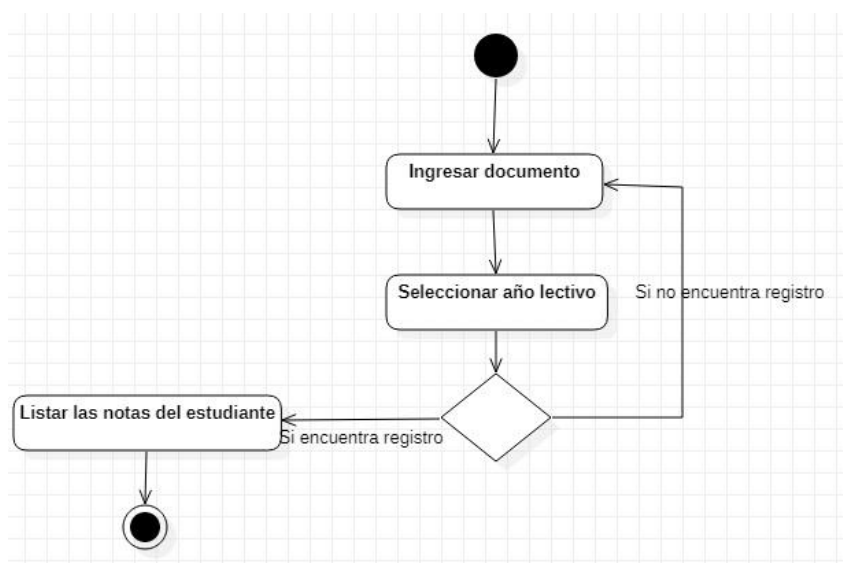 Ingresar documento
Seleccionar año lectivo
Si no encuentra registro
Listar las notas del estudiante
Si encuentra registro